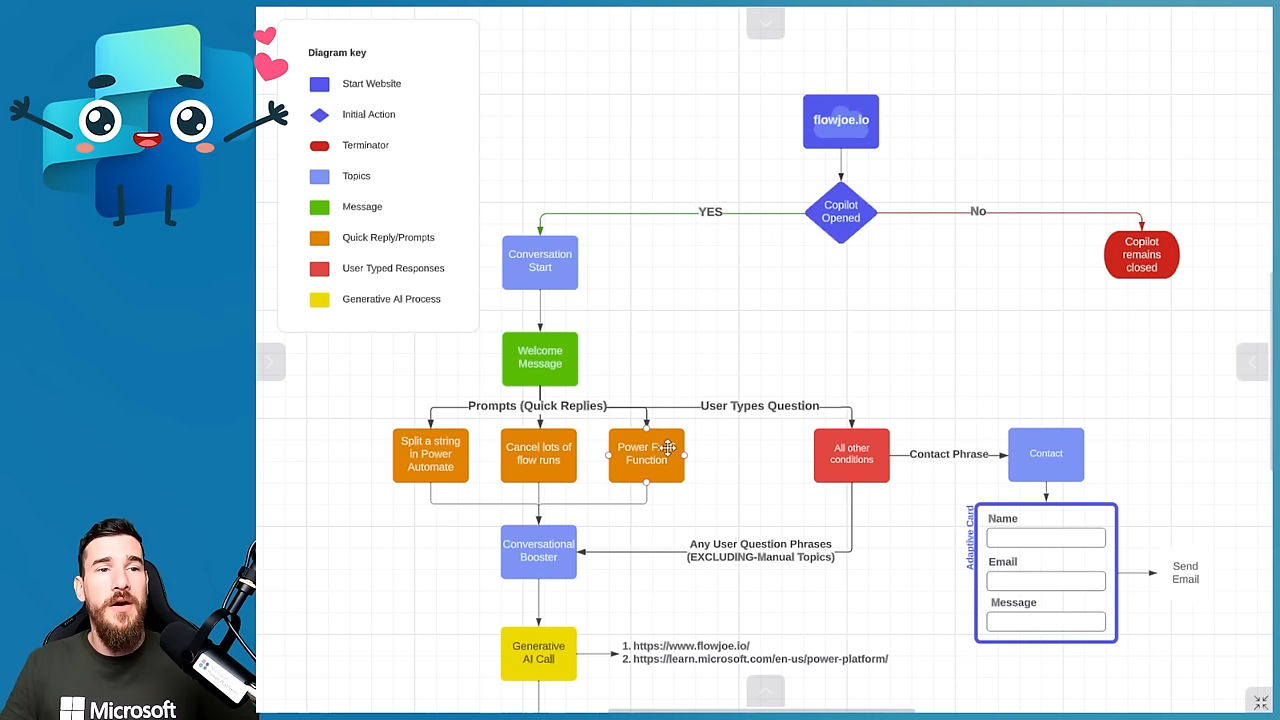 Diagram key
Start Website
Initial Action
Terminator
Topics
Message
Quick Reply/Prompts
User Typed Responses
Generative AI Process
flowjoe.io
Copilot
Opened
YES
No
Conversation
Start
Copilot
remains
closed
Welcome
Message
Prompts (Quick Replies)
User Types Question
Split a string
in Power
Automate
Cancel lots of
flow runs
Power
Function
All other
conditions
Contact Phrase
Contact
Adaptive Card
Name
Email
Message
Send
Email
Conversational
Booster
Any User Question Phrases
(EXCLUDING-Manual Topics)
Generative
AI Call
1. https://www.flowjoe.io/
2. https://learn.microsoft.com/en-us/power-platform/
Microsoft